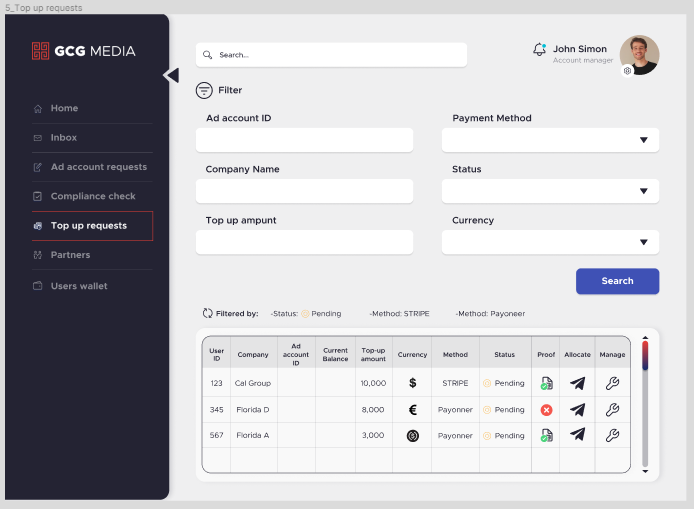 5_Top up requests
GCG MEDIA
Home
Inbox
Ad account requests
Compliance check
Top up requests
Partners
Users wallet
Search...
John Simon
Account manager
Filter
Ad account ID
Payment Method
Company Name
Status
Top up ampunt
Currency
Search
Filtered by: -Status: Pending -Method: STRIPE -Method: Payoneer
User ID Company Ad account ID Current Balance Top-up amount Currency Method Status Proof Allocate Manage
123 Cal Group 10,000 $ STRIPE Pending
345 Florida D 8,000 € Payonner Pending
567 Florida A 3,000 Payonner Pending